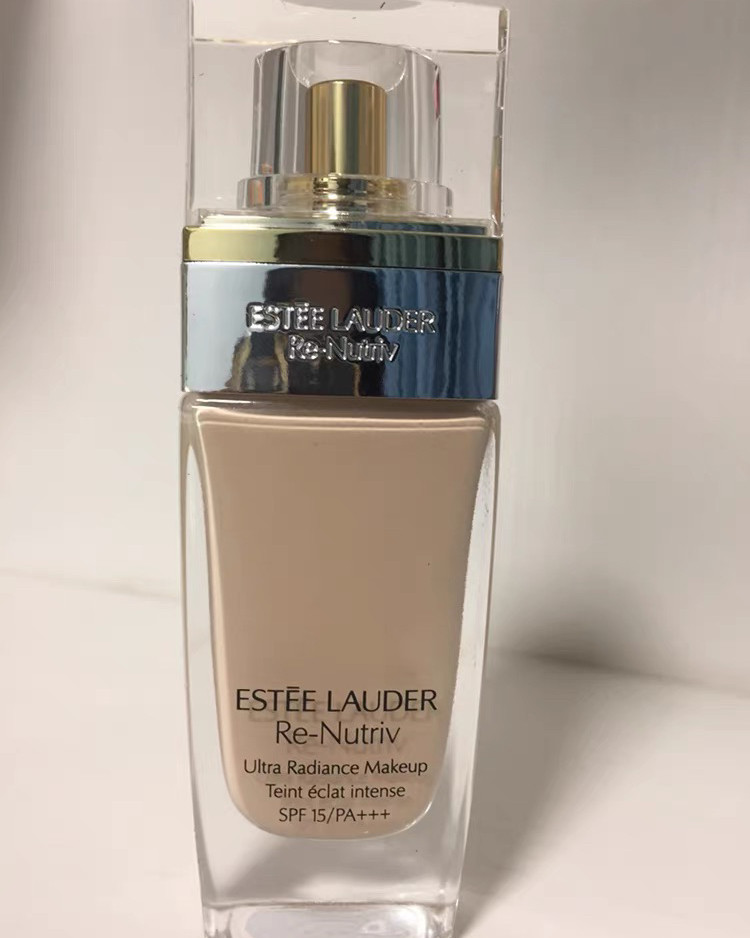 ESTĒE LAUDER
Re-Nutriv
ESTĒE LAUDER
Re-Nutriv
Ultra Radiance Makeup
Teint éclat intense
SPF 15/PA+++